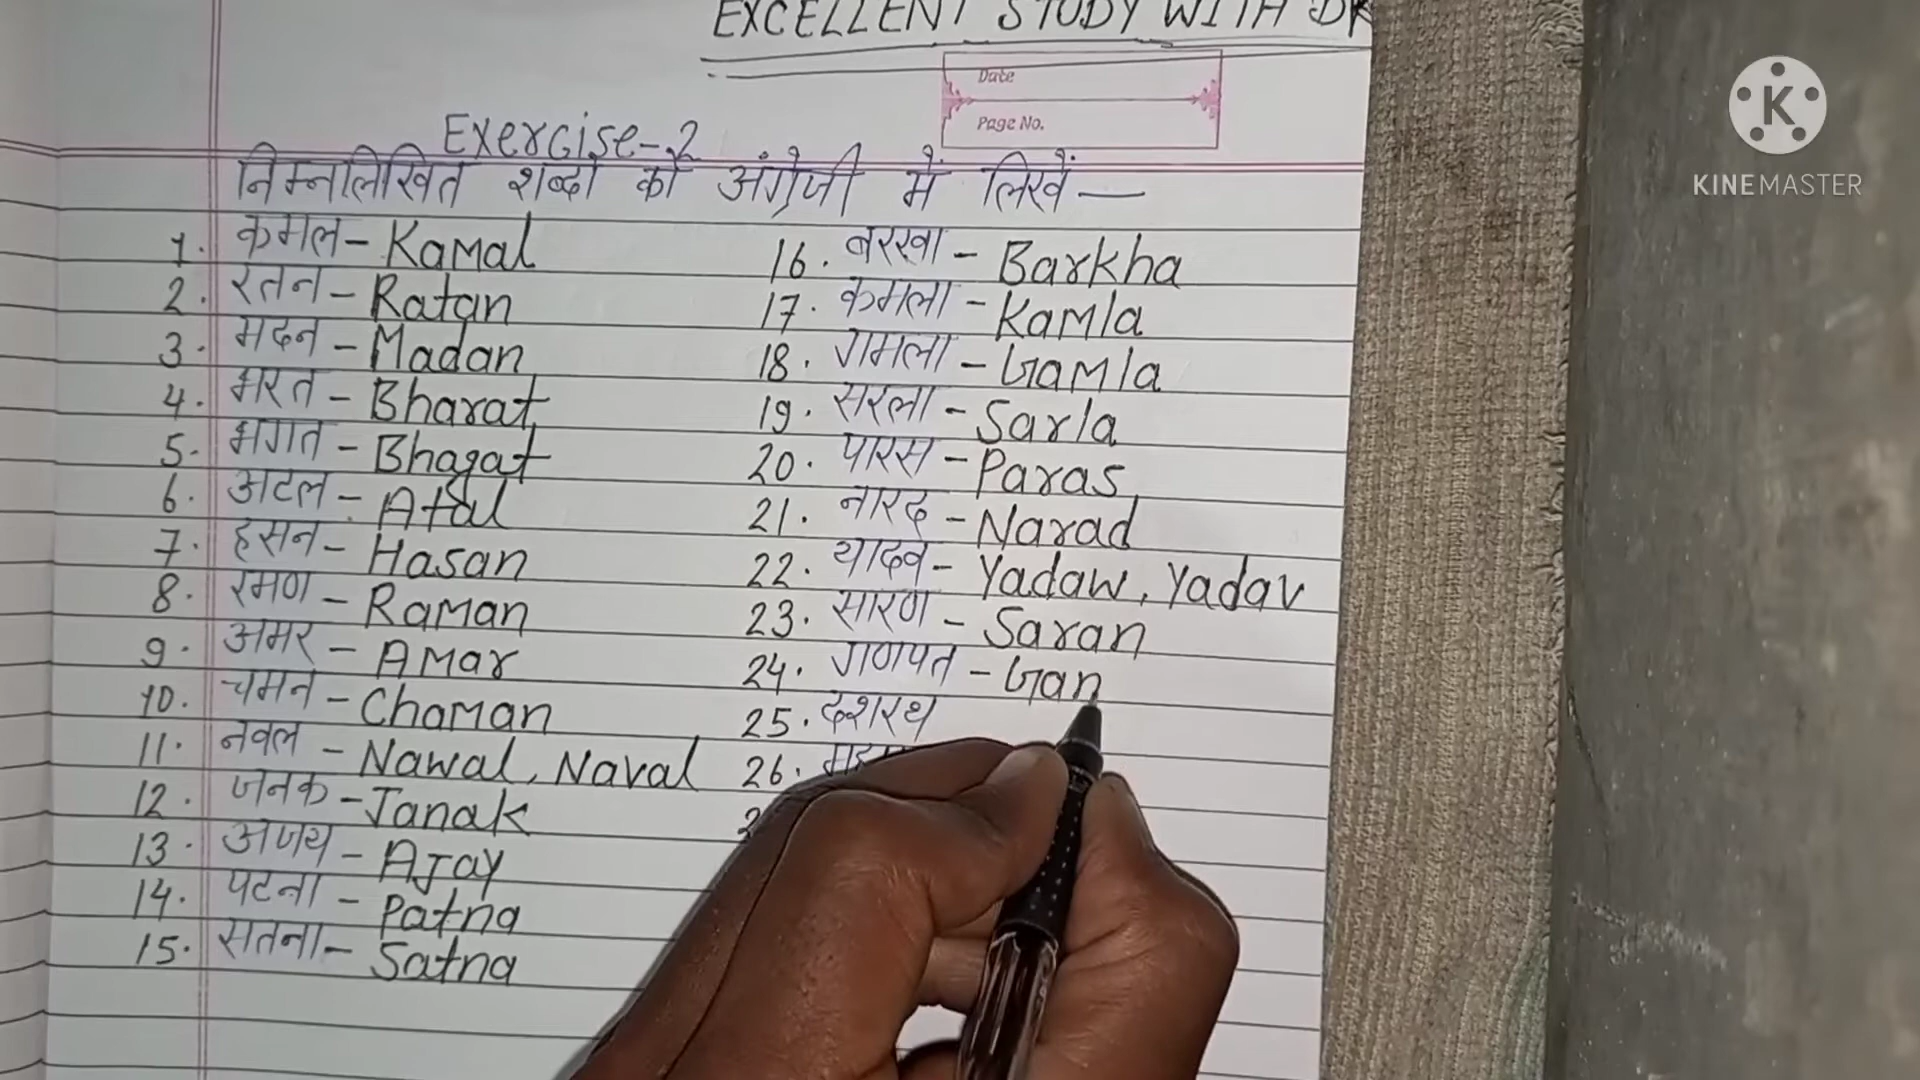 EXCELLENT STUDY WITH DK
Date
Page No.
Exercise-2
निम्नलिखित शब्दों को अंग्रेजी में लिखें—
1. कमल - Kamal
2. रतन - Ratan
3. मदन - Madan
4. भरत - Bharat
5. भगत - Bhagat
6. अटल - Atal
7. हसन - Hasan
8. रमण - Raman
9. अमर - Amar
10. चमन - Chaman
11. नवल - Nawal, Naval
12. जनक - Janak
13. अजय - Ajay
14. पटना - Patna
15. सतना - Satna
16. बरखा - Barkha
17. कमला - Kamla
18. गमला - Gamla
19. सरला - Sarla
20. पारस - Paras
21. नारद - Narad
22. यादव - Yadaw, Yadav
23. सारण - Saran
24. गणपत - Gan
25. दशरथ
26.
K
KINEMASTER